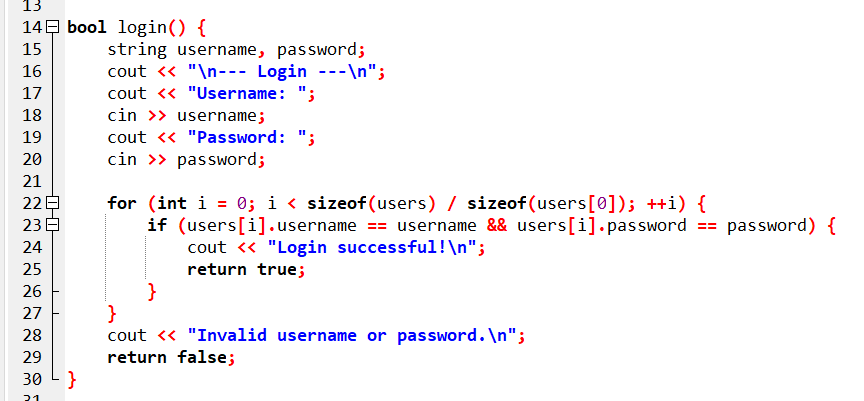 13
14 bool login() {
15 string username, password;
16 cout << "\n--- Login ---\n";
17 cout << "Username: ";
18 cin >> username;
19 cout << "Password: ";
20 cin >> password;
21
22 for (int i = 0; i < sizeof(users) / sizeof(users[0]); ++i) {
23 if (users[i].username == username && users[i].password == password) {
24 cout << "Login successful!\n";
25 return true;
26 }
27 }
28 cout << "Invalid username or password.\n";
29 return false;
30 }
31